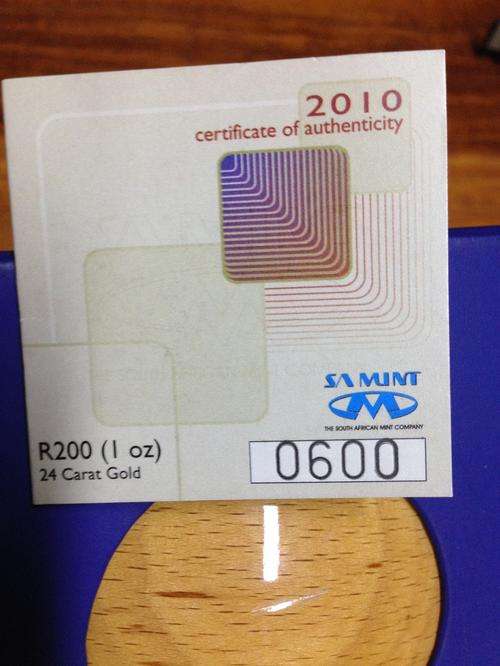 2010
certificate of authenticity
SA MINT
THE SOUTH AFRICAN MINT COMPANY
R200 (1 oz)
24 Carat Gold
0600